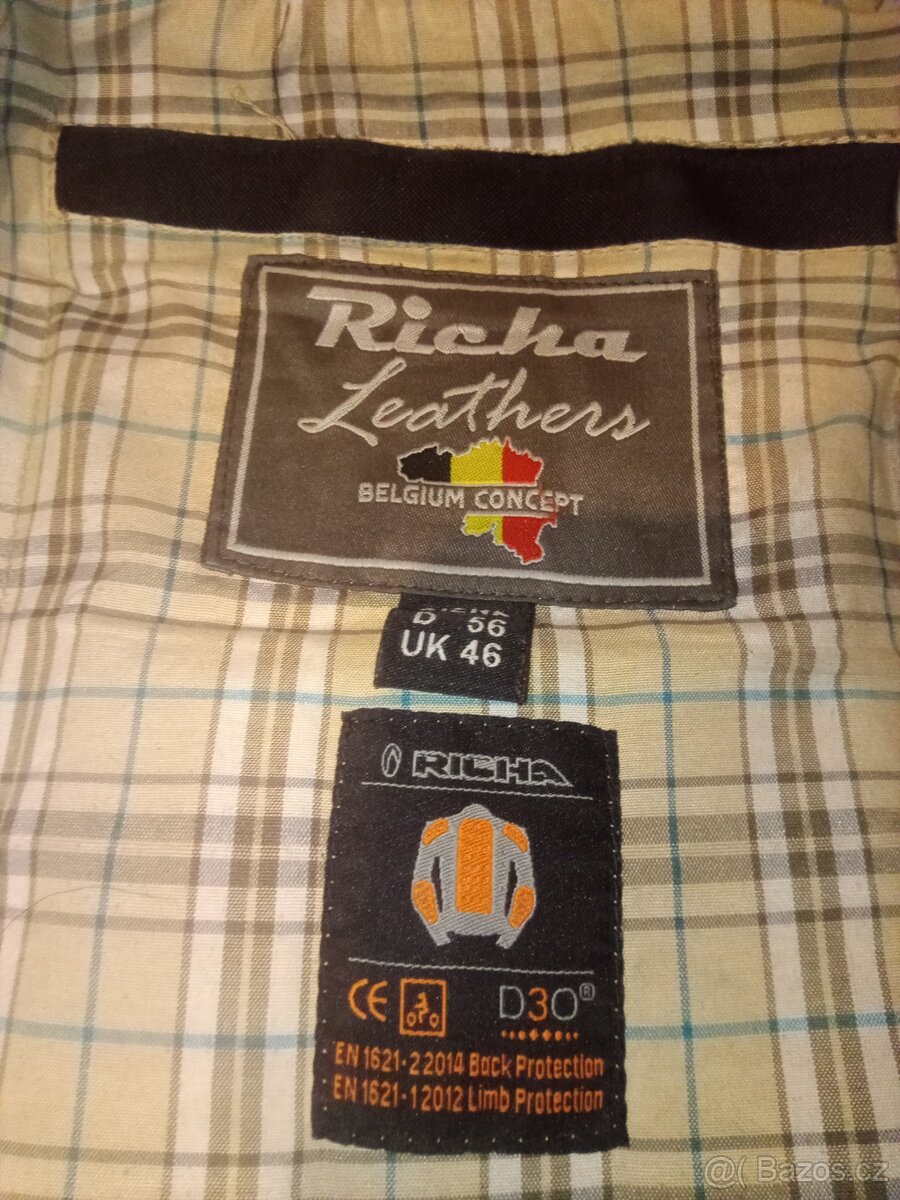 Richa
Leathers
BELGIUM CONCEPT
D 56
UK 46
RICHA
CE
D3O®
EN 1621-2 2014 Back Protection
EN 1621-1 2012 Limb Protection
@( Bazos.cz